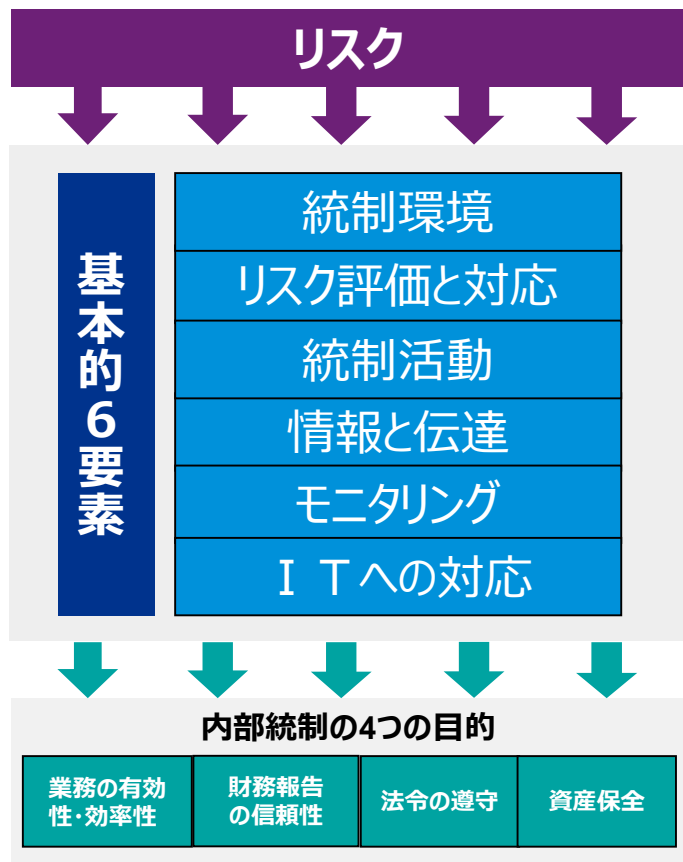 リスク
基本的6要素
統制環境
リスク評価と対応
統制活動
情報と伝達
モニタリング
ＩＴへの対応
内部統制の4つの目的
業務の有効
性・効率性
財務報告
の信頼性
法令の遵守
資産保全